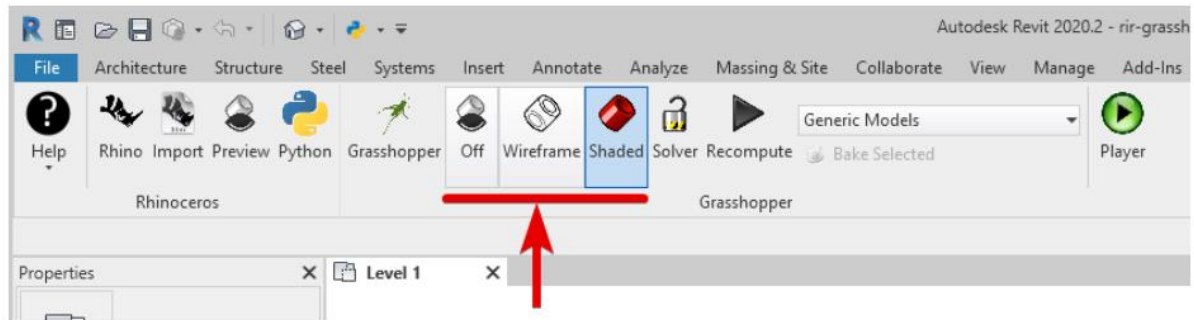 Autodesk Revit 2020.2 - rir-grassh
File Architecture Structure Steel Systems Insert Annotate Analyze Massing & Site Collaborate View Manage Add-Ins
Generic Models
Help Rhino Import Preview Python Grasshopper Off Wireframe Shaded Solver Recompute Bake Selected Player
Rhinoceros Grasshopper
Properties Level 1